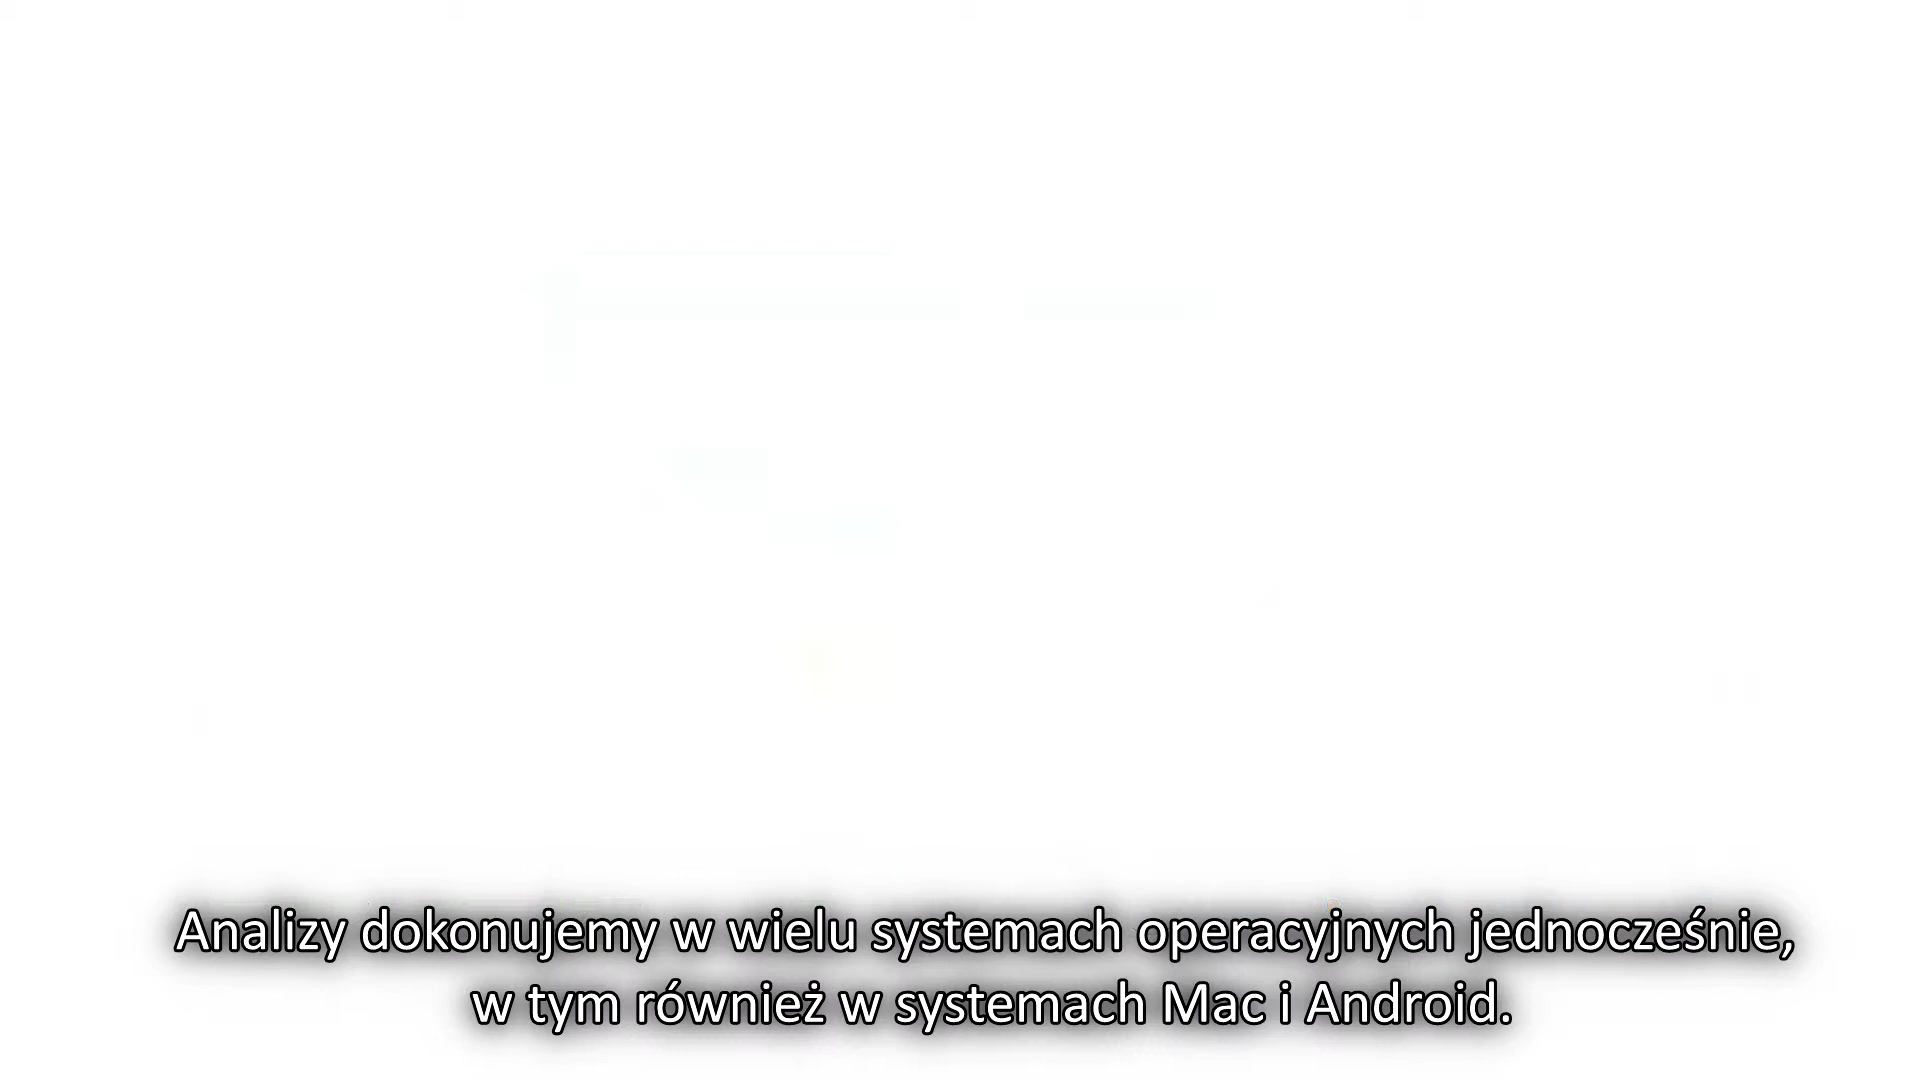 Analizy dokonujemy w wielu systemach operacyjnych jednocześnie,
w tym również w systemach Mac i Android.